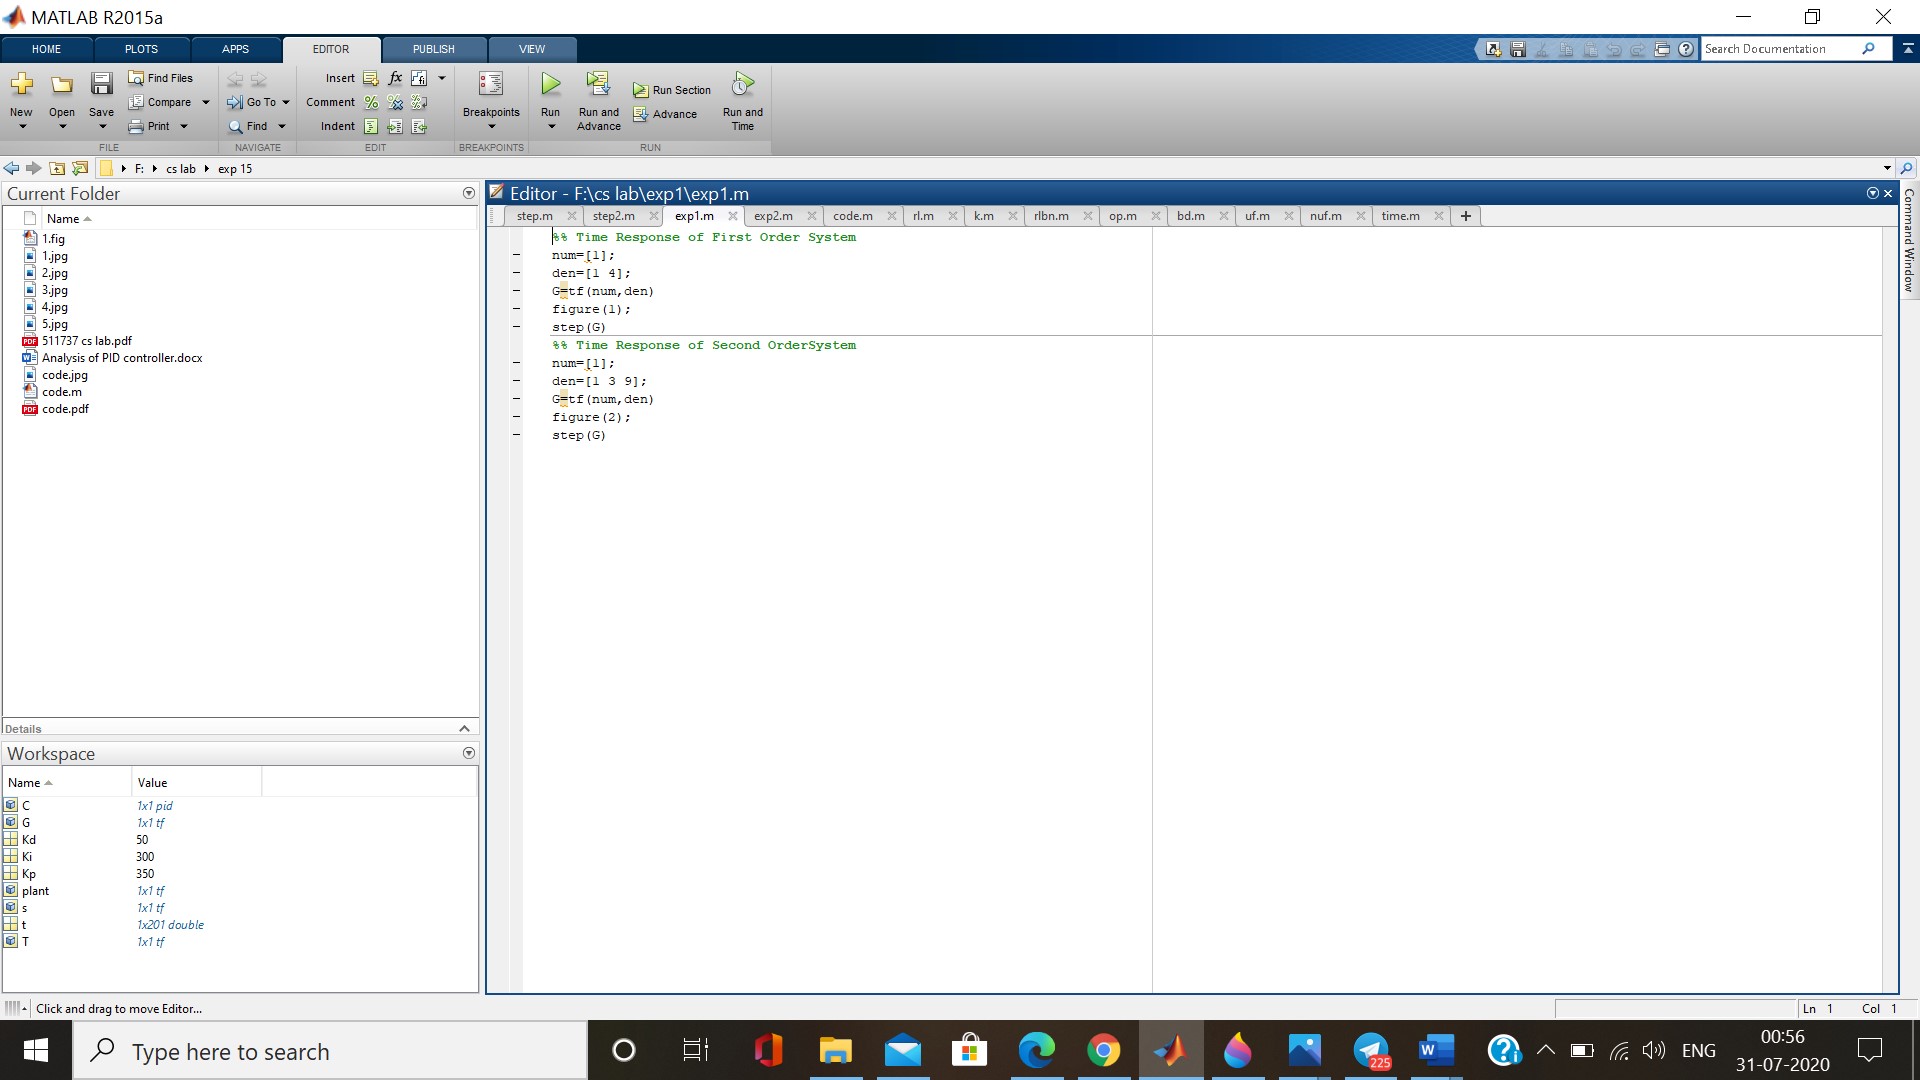 MATLAB R2015a
HOME PLOTS APPS EDITOR PUBLISH VIEW
Search Documentation
New Open Save Find Files Compare Print
Go To Find
Insert fx
Comment
Indent
Breakpoints
Run Run and Advance Run Section Advance Run and Time
FILE NAVIGATE EDIT BREAKPOINTS RUN
F: cs lab exp 15
Current Folder
Name
1.fig
1.jpg
2.jpg
3.jpg
4.jpg
5.jpg
511737 cs lab.pdf
Analysis of PID controller.docx
code.jpg
code.m
code.pdf
Details
Workspace
Name Value
C 1x1 pid
G 1x1 tf
Kd 50
Ki 300
Kp 350
plant 1x1 tf
s 1x1 tf
t 1x201 double
T 1x1 tf
Editor - F:\cs lab\exp1\exp1.m
step.m step2.m exp1.m exp2.m code.m rl.m k.m rlbn.m op.m bd.m uf.m nuf.m time.m
%% Time Response of First Order System
num=[1];
den=[1 4];
G=tf(num,den)
figure(1);
step(G)
%% Time Response of Second OrderSystem
num=[1];
den=[1 3 9];
G=tf(num,den)
figure(2);
step(G)
Command Window
Click and drag to move Editor...
Ln 1 Col 1
Type here to search
225
ENG
00:56
31-07-2020